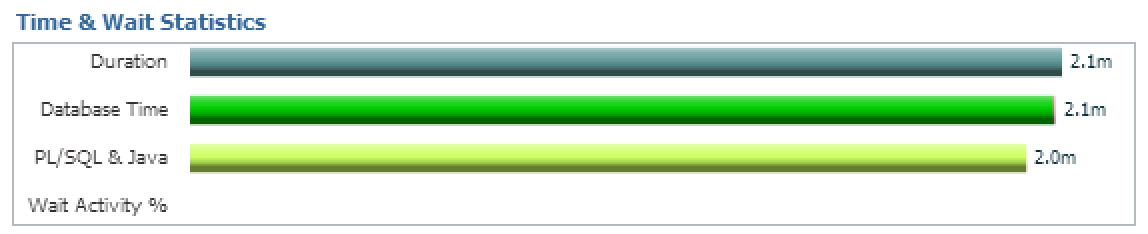 Time & Wait Statistics
Duration 2.1m
Database Time 2.1m
PL/SQL & Java 2.0m
Wait Activity %